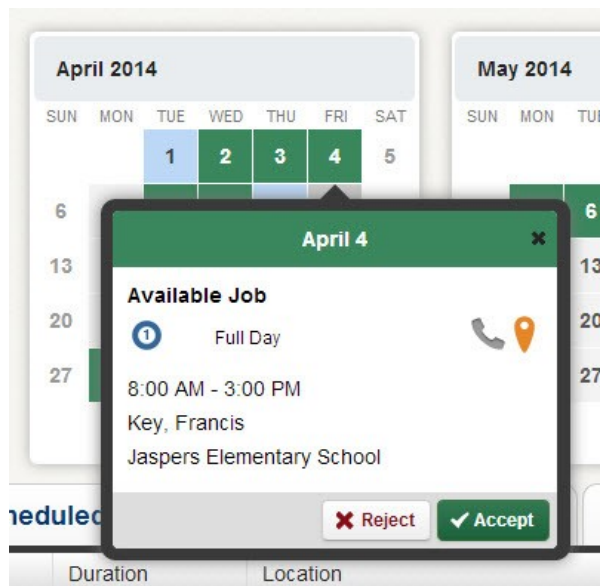 April 2014
SUN MON TUE WED THU FRI SAT
1 2 3 4 5
6
13
20
27
May 2014
SUN MON
6
13
20
27
April 4
Available Job
1 Full Day
8:00 AM - 3:00 PM
Key, Francis
Jaspers Elementary School
Reject Accept
Duration Location